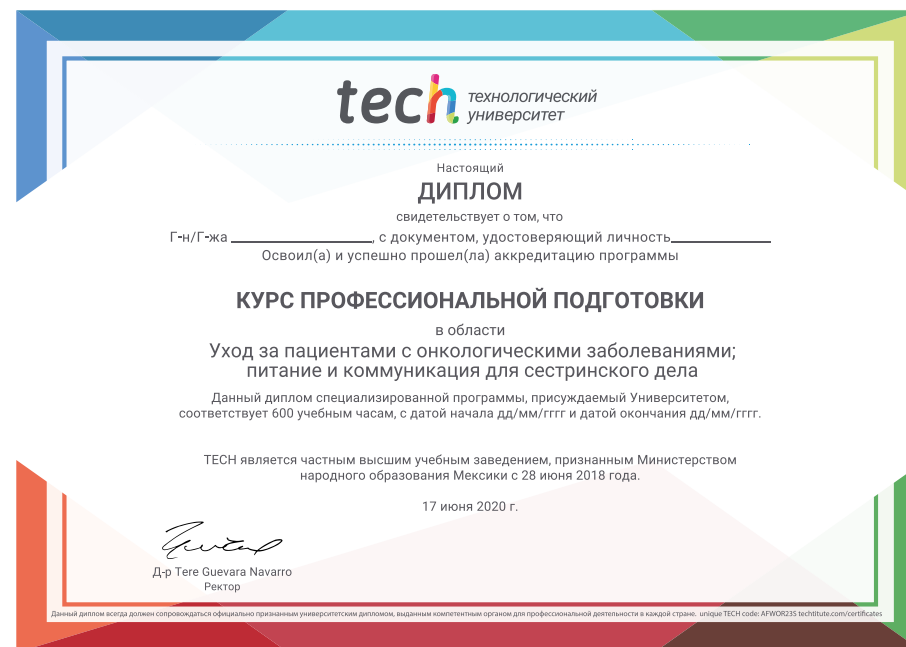 tech технологический
университет
Настоящий
ДИПЛОМ
свидетельствует о том, что
Г-н/Г-жа ____________________, с документом, удостоверяющий личность______________
Освоил(а) и успешно прошел(ла) аккредитацию программы
КУРС ПРОФЕССИОНАЛЬНОЙ ПОДГОТОВКИ
в области
Уход за пациентами с онкологическими заболеваниями;
питание и коммуникация для сестринского дела
Данный диплом специализированной программы, присуждаемый Университетом,
соответствует 600 учебным часам, с датой начала дд/мм/гггг и датой окончания дд/мм/гггг.
TECH является частным высшим учебным заведением, признанным Министерством
народного образования Мексики с 28 июня 2018 года.
17 июня 2020 г.
Д-р Tere Guevara Navarro
Ректор
Данный диплом всегда должен сопровождаться официально признанным университетским дипломом, выданным компетентным органом для профессиональной деятельности в каждой стране. unique TECH code: AFWOR235 techtitute.com/certificates